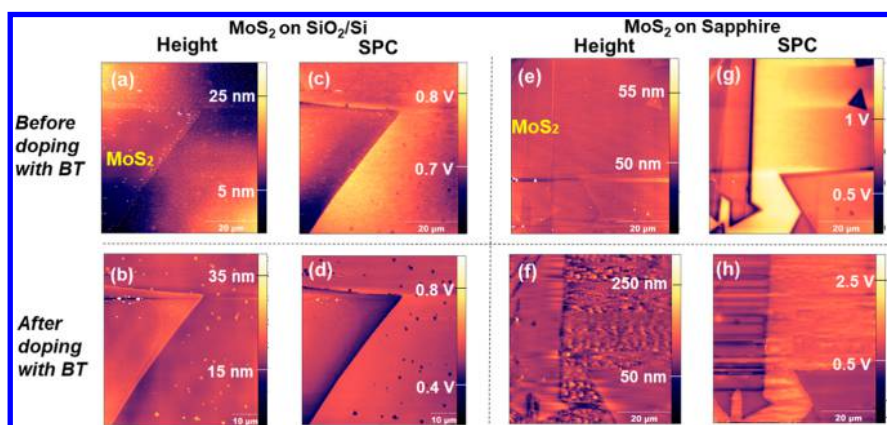 MoS₂ on SiO₂/Si
MoS₂ on Sapphire
Height
SPC
Height
SPC
Before
doping
with BT
(a)
25 nm
MoS₂
5 nm
20 µm
(c)
0.8 V
0.7 V
20 µm
(e)
55 nm
MoS₂
50 nm
20 µm
(g)
1 V
0.5 V
20 µm
After
doping
with BT
(b)
35 nm
15 nm
10 µm
(d)
0.8 V
0.4 V
10 µm
(f)
250 nm
50 nm
20 µm
(h)
2.5 V
0.5 V
20 µm